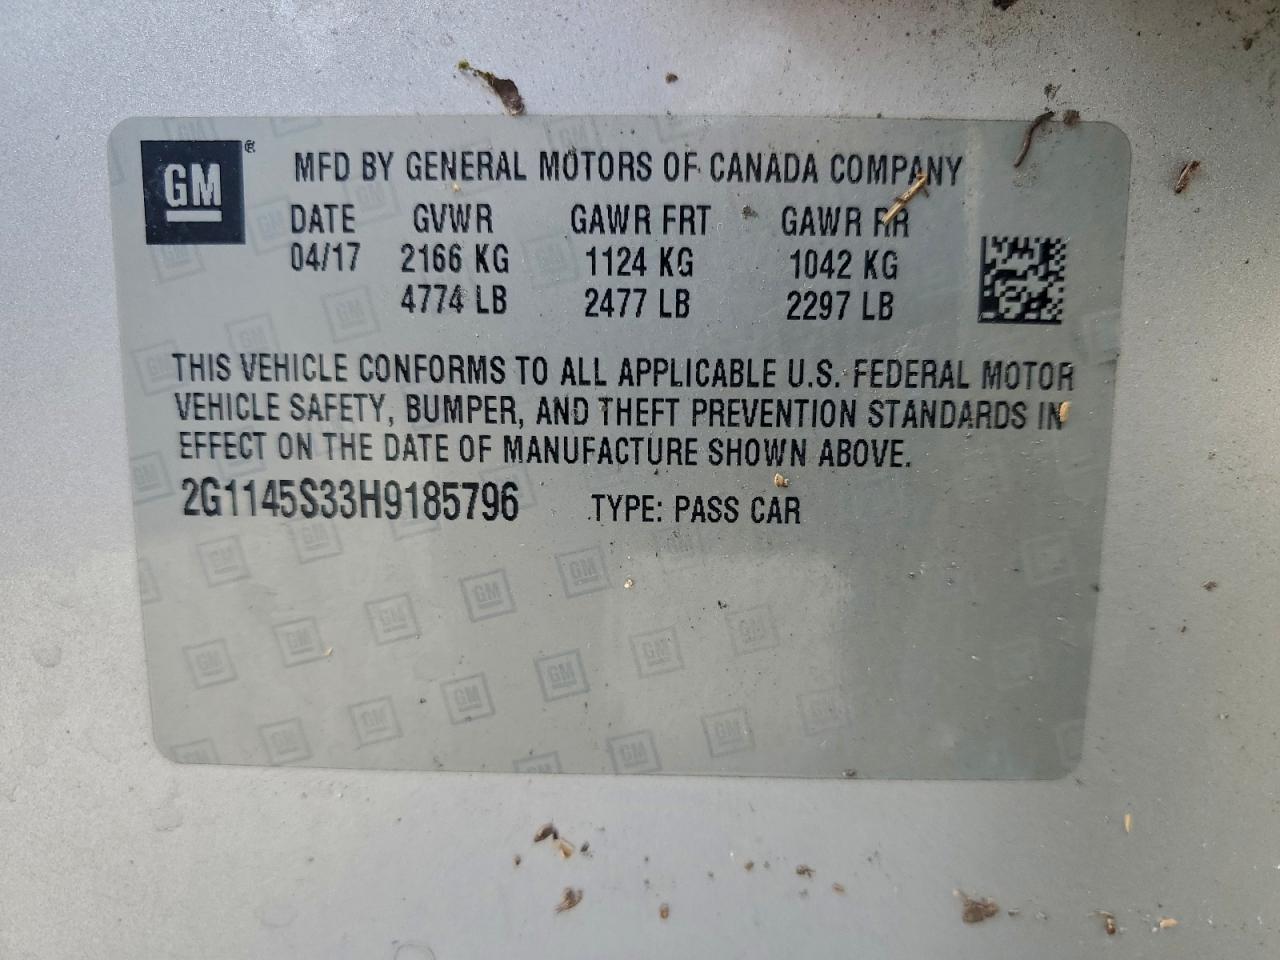 GM ®
MFD BY GENERAL MOTORS OF CANADA COMPANY
DATE GVWR GAWR FRT GAWR RR
04/17 2166 KG 1124 KG 1042 KG
4774 LB 2477 LB 2297 LB
THIS VEHICLE CONFORMS TO ALL APPLICABLE U.S. FEDERAL MOTOR
VEHICLE SAFETY, BUMPER, AND THEFT PREVENTION STANDARDS IN
EFFECT ON THE DATE OF MANUFACTURE SHOWN ABOVE.
2G1145S33H9185796 TYPE: PASS CAR